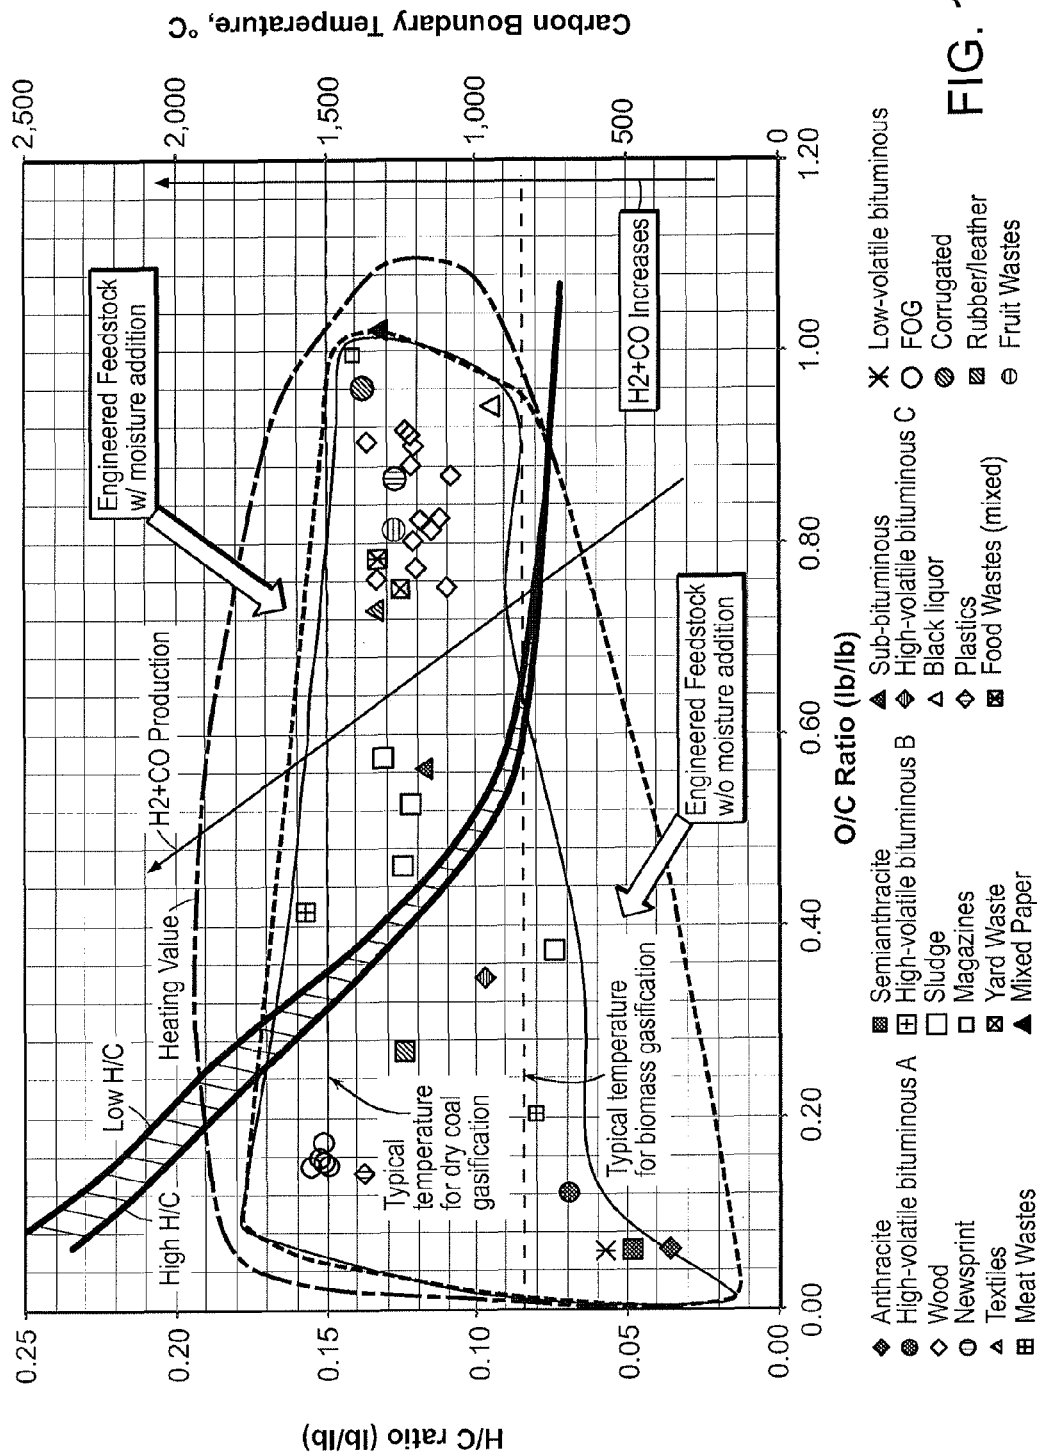 H/C ratio (lb/lb)
0.25
0.20
0.15
0.10
0.05
0.00
High H/C
Low H/C
Heating Value
H2+CO Production
Engineered Feedstock
w/ moisture addition
Typical
temperature
for dry coal
gasification
Typical temperature
for biomass gasification
Engineered Feedstock
w/o moisture addition
H2+CO Increases
Carbon Boundary Temperature, °C
2,500
2,000
1,500
1,000
500
0
0.00
0.20
0.40
0.60
0.80
1.00
1.20
O/C Ratio (lb/lb)
Anthracite
High-volatile bituminous A
Wood
Newsprint
Textiles
Meat Wastes
Semianthracite
High-volatile bituminous B
Sludge
Magazines
Yard Waste
Mixed Paper
Sub-bituminous
High-volatile bituminous C
Black liquor
Plastics
Food Wastes (mixed)
Low-volatile bituminous
FOG
Corrugated
Rubber/leather
Fruit Wastes
FIG.